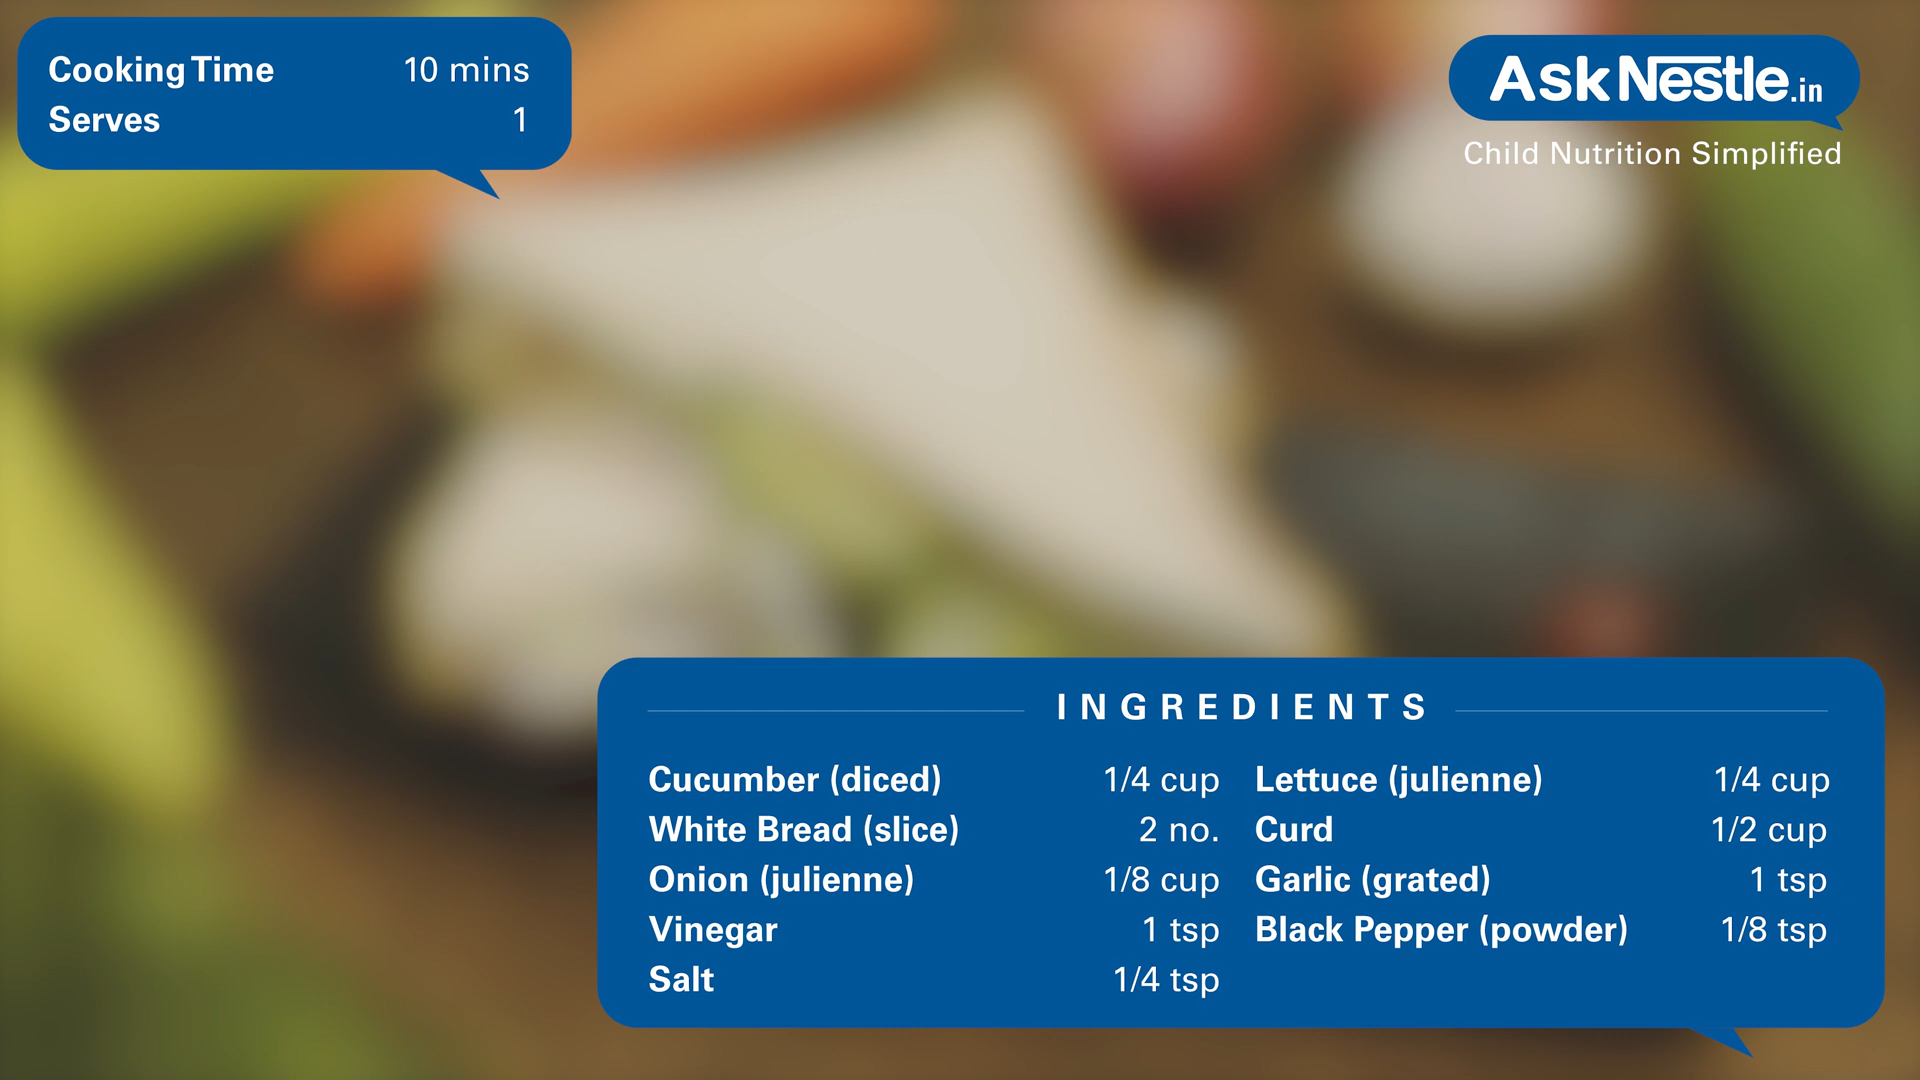 Cooking Time 10 mins
Serves 1
Ask Nestle.in
Child Nutrition Simplified
INGREDIENTS
Cucumber (diced) 1/4 cup Lettuce (julienne) 1/4 cup
White Bread (slice) 2 no. Curd 1/2 cup
Onion (julienne) 1/8 cup Garlic (grated) 1 tsp
Vinegar 1 tsp Black Pepper (powder) 1/8 tsp
Salt 1/4 tsp